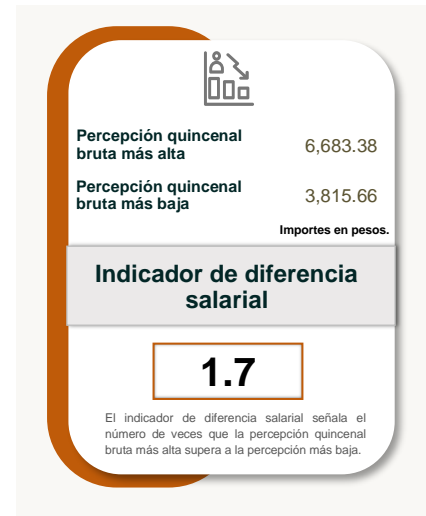 Percepción quincenal
bruta más alta
6,683.38
Percepción quincenal
bruta más baja
3,815.66
Importes en pesos.
Indicador de diferencia
salarial
1.7
El indicador de diferencia salarial señala el
número de veces que la percepción quincenal
bruta más alta supera a la percepción más baja.